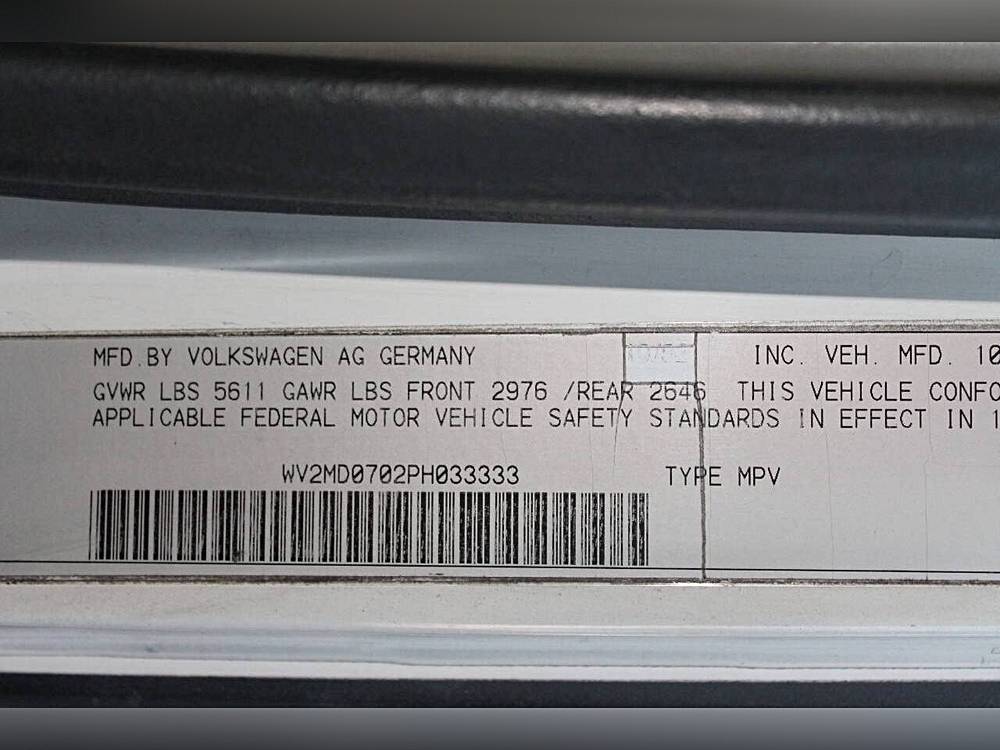 MFD.BY VOLKSWAGEN AG GERMANY INC. VEH. MFD. 10
GVWR LBS 5611 GAWR LBS FRONT 2976 /REAR 2646 THIS VEHICLE CONFO
APPLICABLE FEDERAL MOTOR VEHICLE SAFETY STANDARDS IN EFFECT IN 1
WV2MD0702PH033333 TYPE MPV